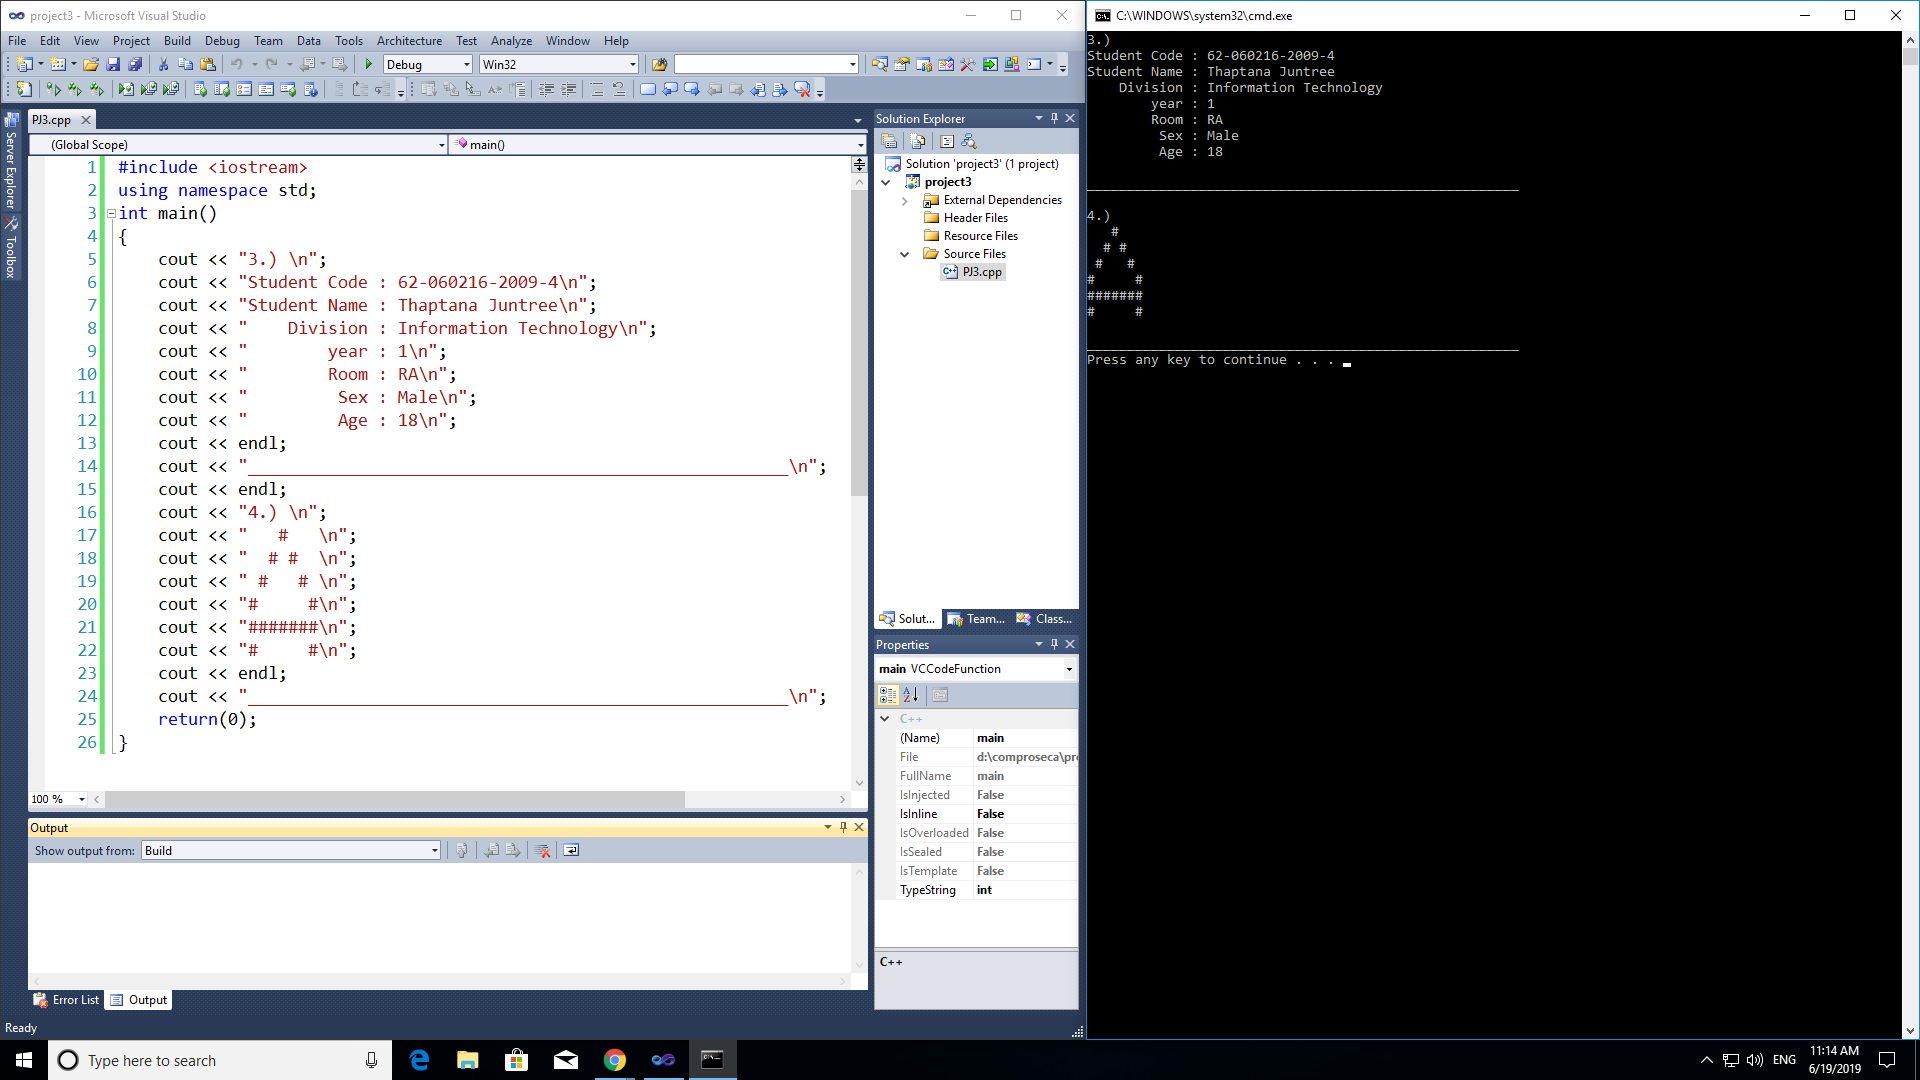 project3 - Microsoft Visual Studio
File Edit View Project Build Debug Team Data Tools Architecture Test Analyze Window Help
Debug Win32
Server Explorer
Toolbox
PJ3.cpp
(Global Scope) main()
1 #include <iostream>
2 using namespace std;
3 int main()
4 {
5     cout << "3.) \n";
6     cout << "Student Code : 62-060216-2009-4\n";
7     cout << "Student Name : Thaptana Juntree\n";
8     cout << "    Division : Information Technology\n";
9     cout << "        year : 1\n";
10     cout << "        Room : RA\n";
11     cout << "         Sex : Male\n";
12     cout << "         Age : 18\n";
13     cout << endl;
14     cout << "______________________________________________________\n";
15     cout << endl;
16     cout << "4.) \n";
17     cout << "   #   \n";
18     cout << "  # #  \n";
19     cout << " #   # \n";
20     cout << "#     #\n";
21     cout << "#######\n";
22     cout << "#     #\n";
23     cout << endl;
24     cout << "______________________________________________________\n";
25     return(0);
26 }
100 %
Output
Show output from: Build
Error List Output
Ready
Solution Explorer
Solution 'project3' (1 project)
project3
External Dependencies
Header Files
Resource Files
Source Files
PJ3.cpp
Solut... Team... Class...
Properties
main VCCodeFunction
C++
(Name) main
File d:\comproseca\pro
FullName main
IsInjected False
IsInline False
IsOverloaded False
IsSealed False
IsTemplate False
TypeString int
C++
C:\WINDOWS\system32\cmd.exe
3.)
Student Code : 62-060216-2009-4
Student Name : Thaptana Juntree
    Division : Information Technology
        year : 1
        Room : RA
         Sex : Male
         Age : 18
______________________________________________________
4.)
   #
  # #
 #   #
#     #
#######
#     #
______________________________________________________
Press any key to continue . . .
Type here to search
ENG
11:14 AM
6/19/2019